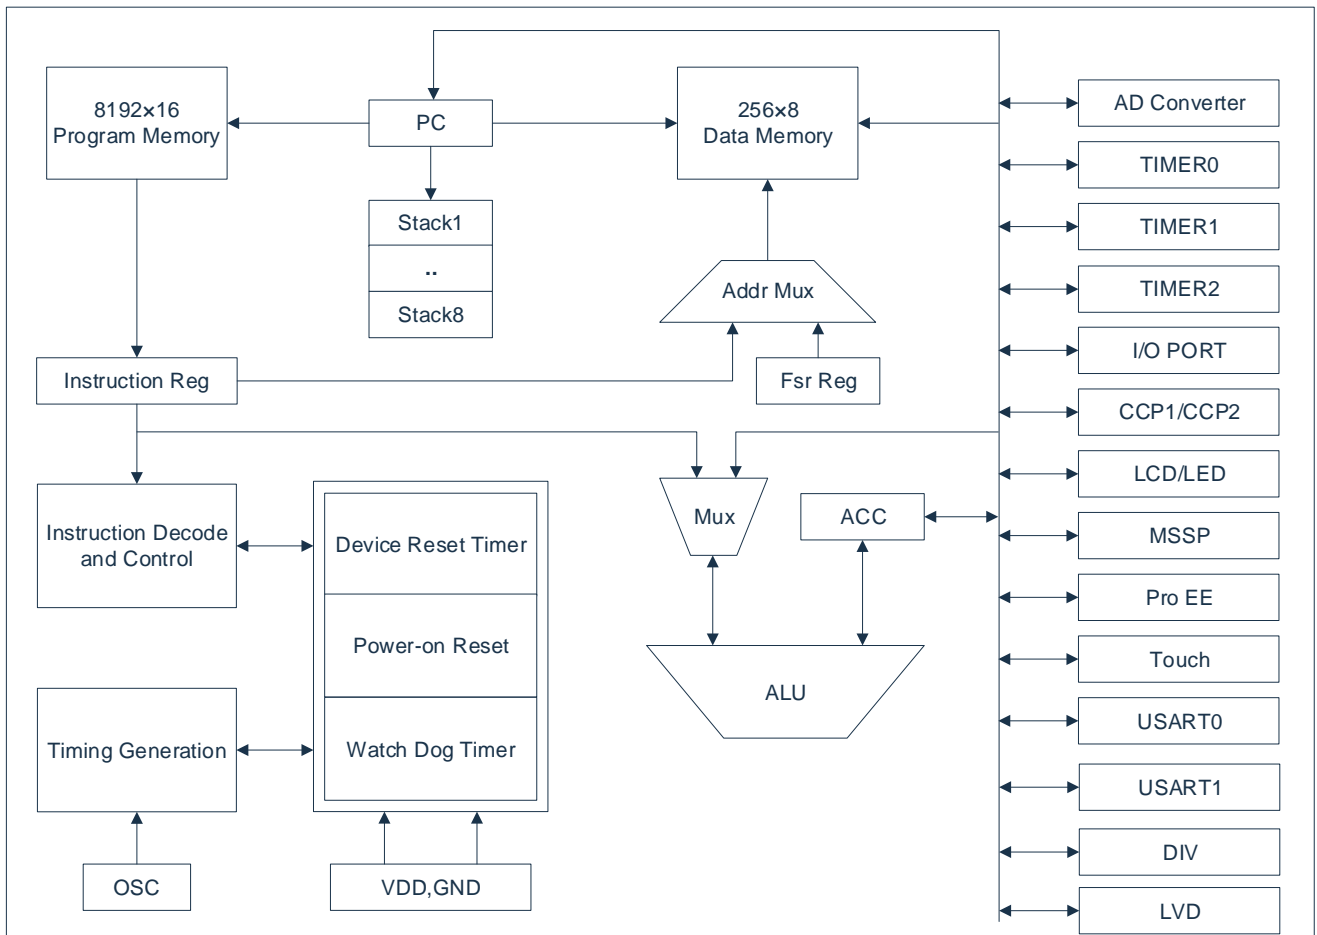 8192×16
Program Memory
PC
256×8
Data Memory
Stack1
..
Stack8
Addr Mux
Instruction Reg
Fsr Reg
Instruction Decode
and Control
Device Reset Timer
Power-on Reset
Watch Dog Timer
Mux
ACC
ALU
Timing Generation
OSC
VDD,GND
AD Converter
TIMER0
TIMER1
TIMER2
I/O PORT
CCP1/CCP2
LCD/LED
MSSP
Pro EE
Touch
USART0
USART1
DIV
LVD